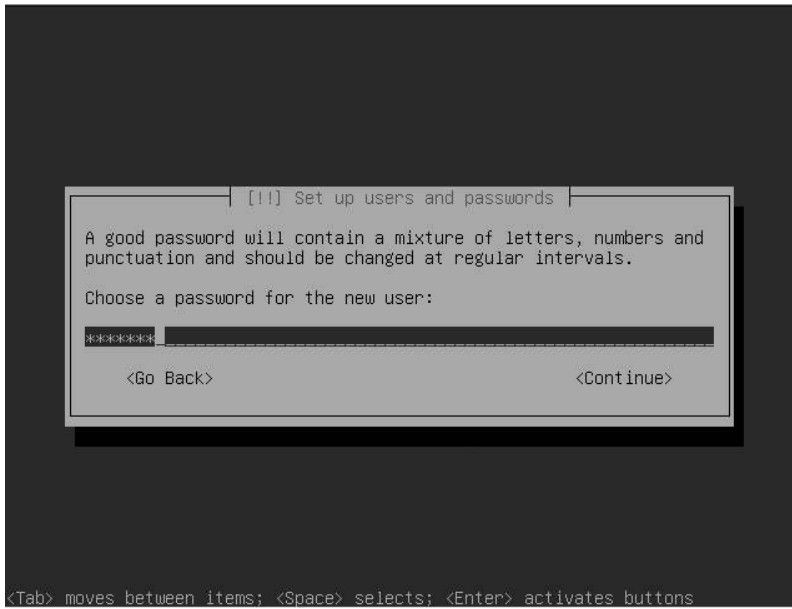 [!!] Set up users and passwords
A good password will contain a mixture of letters, numbers and
punctuation and should be changed at regular intervals.
Choose a password for the new user:
*******
<Go Back> <Continue>
<Tab> moves between items; <Space> selects; <Enter> activates buttons